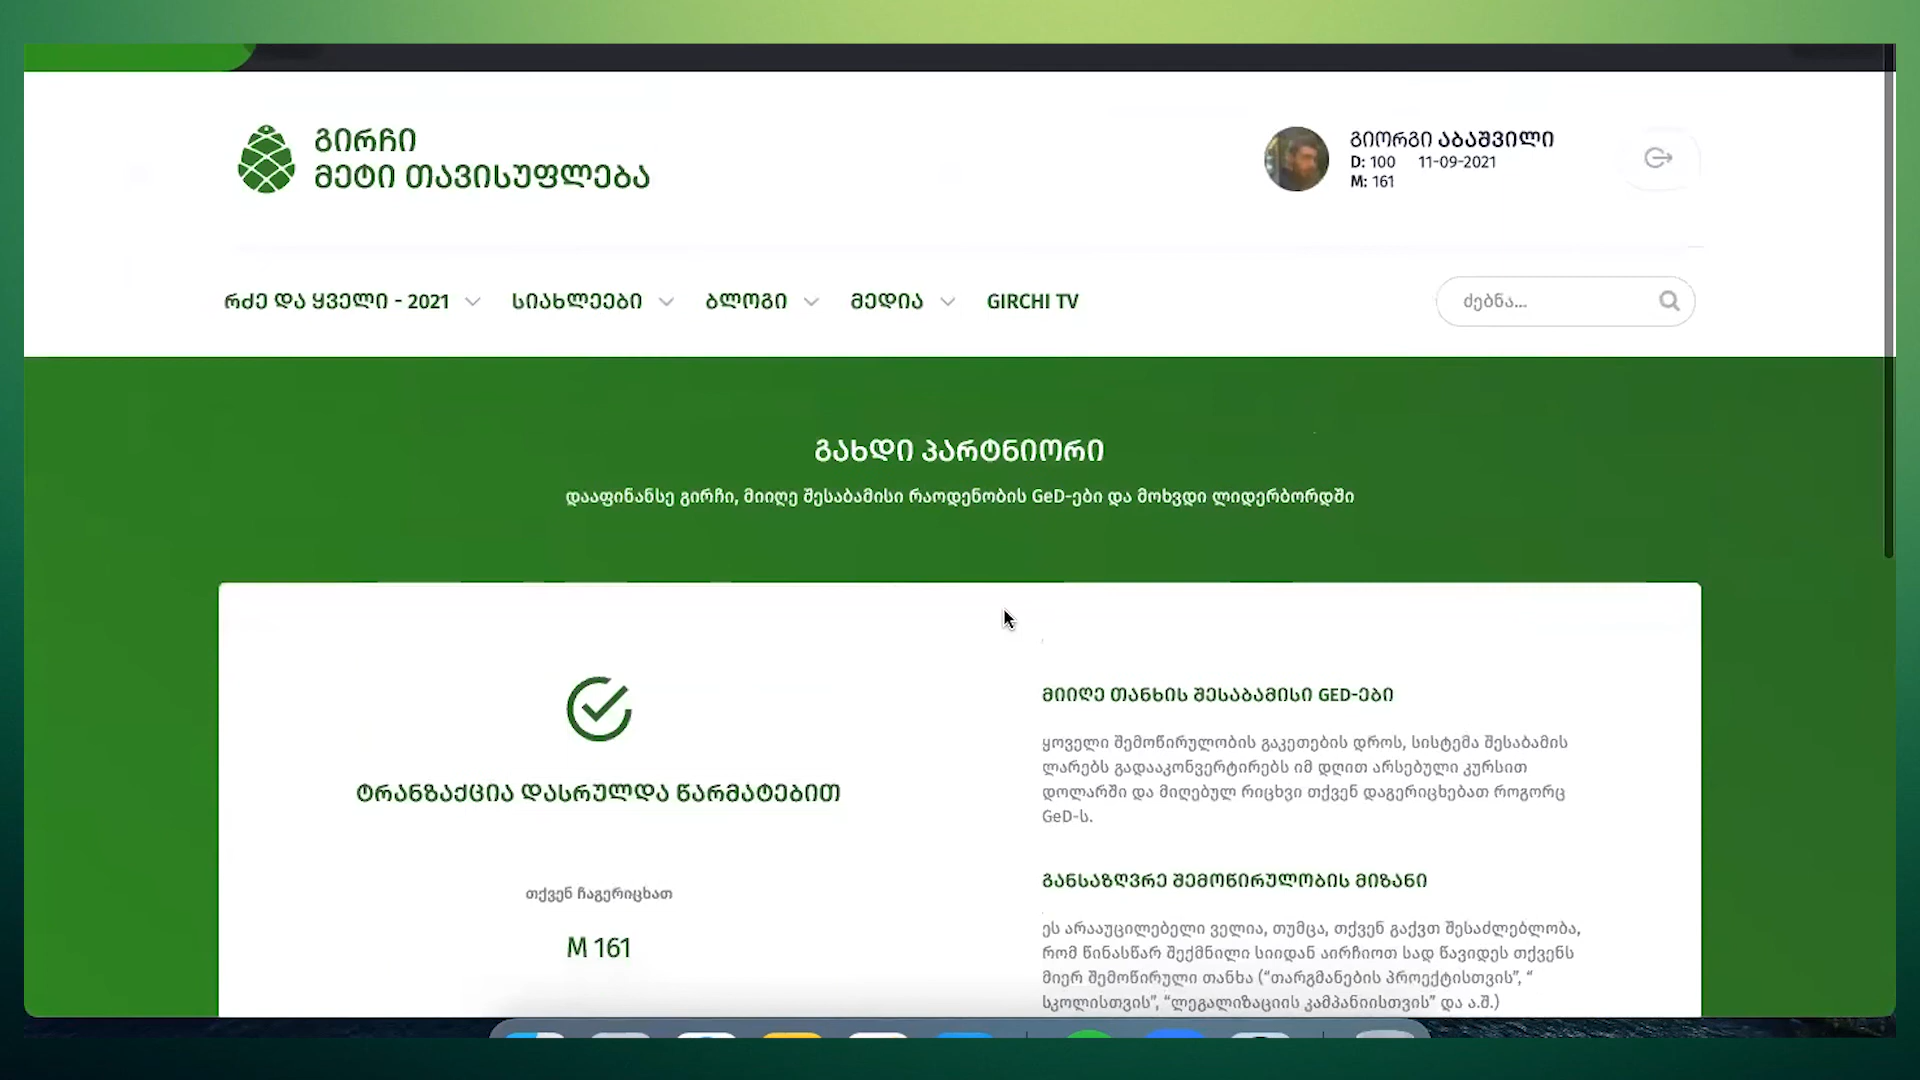 გირჩი
მეტი თავისუფლება
გიორგი აბაშვილი
D: 100 11-09-2021
M: 161
რძე და ყველი - 2021
სიახლეები
ბლოგი
მედია
GIRCHI TV
ძებნა...
გახდი პარტნიორი
დააფინანსე გირჩი, მიიღე შესაბამისი რაოდენობის GeD-ები და მოხვდი ლიდერბორდში
ტრანზაქცია დასრულდა წარმატებით
თქვენ ჩაგერიცხათ
M 161
მიიღე თანხის შესაბამისი GED-ები
ყოველი შემოწირულობის გაკეთების დროს, სისტემა შესაბამის
ლარებს გადააკონვერტირებს იმ დღით არსებული კურსით
დოლარში და მიღებულ რიცხვი თქვენ დაგერიცხებათ როგორც
GeD-ს.
განსაზღვრე შემოწირულობის მიზანი
ეს არააუცილებელი ველია, თუმცა, თქვენ გაქვთ შესაძლებლობა,
რომ წინასწარ შექმნილი სიიდან აირჩიოთ სად წავიდეს თქვენს
მიერ შემოწირული თანხა (“თარგმანების პროექტისთვის”, “
სკოლისთვის”, “ლეგალიზაციის კამპანიისთვის” და ა.შ.)